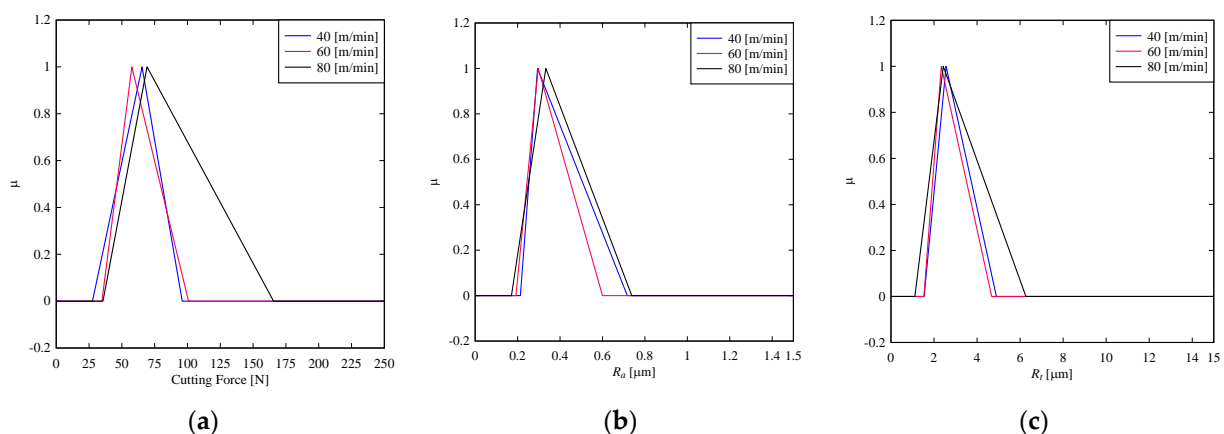 1.2
1
0.8
0.6
0.4
0.2
0
-0.2
μ
0 25 50 75 100 125 150 175 200 225 250
Cutting Force [N]
40 [m/min]
60 [m/min]
80 [m/min]
(a)
1.2
1
0.8
0.6
0.4
0.2
0
-0.2
μ
0 0.2 0.4 0.6 0.8 1 1.2 1.4 1.5
Ra [μm]
40 [m/min]
60 [m/min]
80 [m/min]
(b)
1.2
1
0.8
0.6
0.4
0.2
0
-0.2
μ
0 2 4 6 8 10 12 14 15
Rt [μm]
40 [m/min]
60 [m/min]
80 [m/min]
(c)